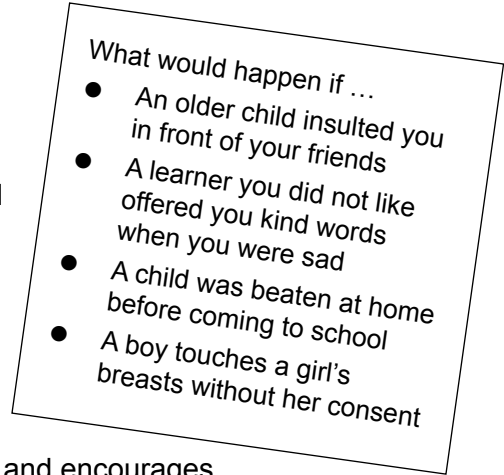 What would happen if …
● An older child insulted you
in front of your friends
● A learner you did not like
offered you kind words
when you were sad
● A child was beaten at home
before coming to school
● A boy touches a girl's
breasts without her consent
and encourages